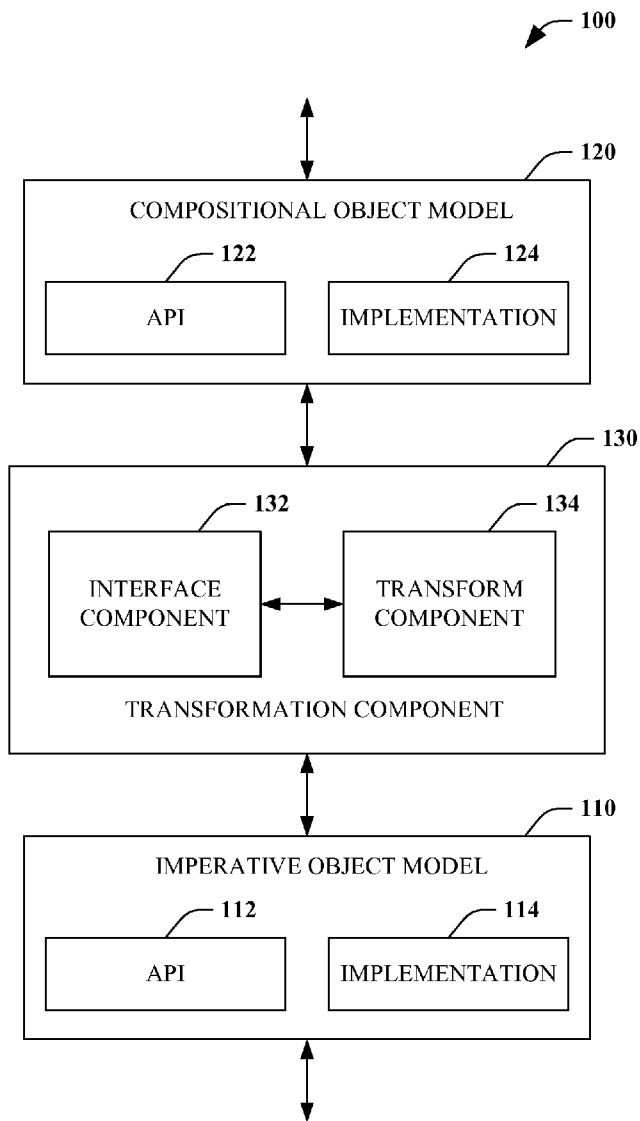 100
120
COMPOSITIONAL OBJECT MODEL
122
124
API
IMPLEMENTATION
130
132
134
INTERFACE
COMPONENT
TRANSFORM
COMPONENT
TRANSFORMATION COMPONENT
110
IMPERATIVE OBJECT MODEL
112
114
API
IMPLEMENTATION